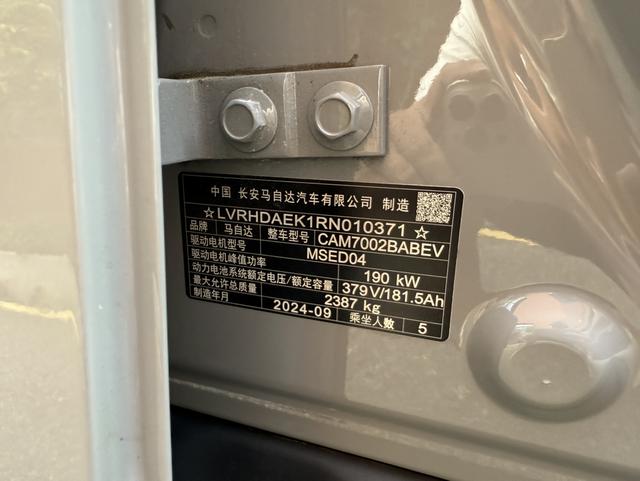 中国 长安马自达汽车有限公司 制造
☆LVRHDAEK1RN010371☆
品牌 马自达 整车型号 CAM7002BABEV
驱动电机型号 MSED04
驱动电机峰值功率 190 kW
动力电池系统额定电压/额定容量 379V/181.5Ah
最大允许总质量 2387 kg
制造年月 2024-09 乘坐人数 5